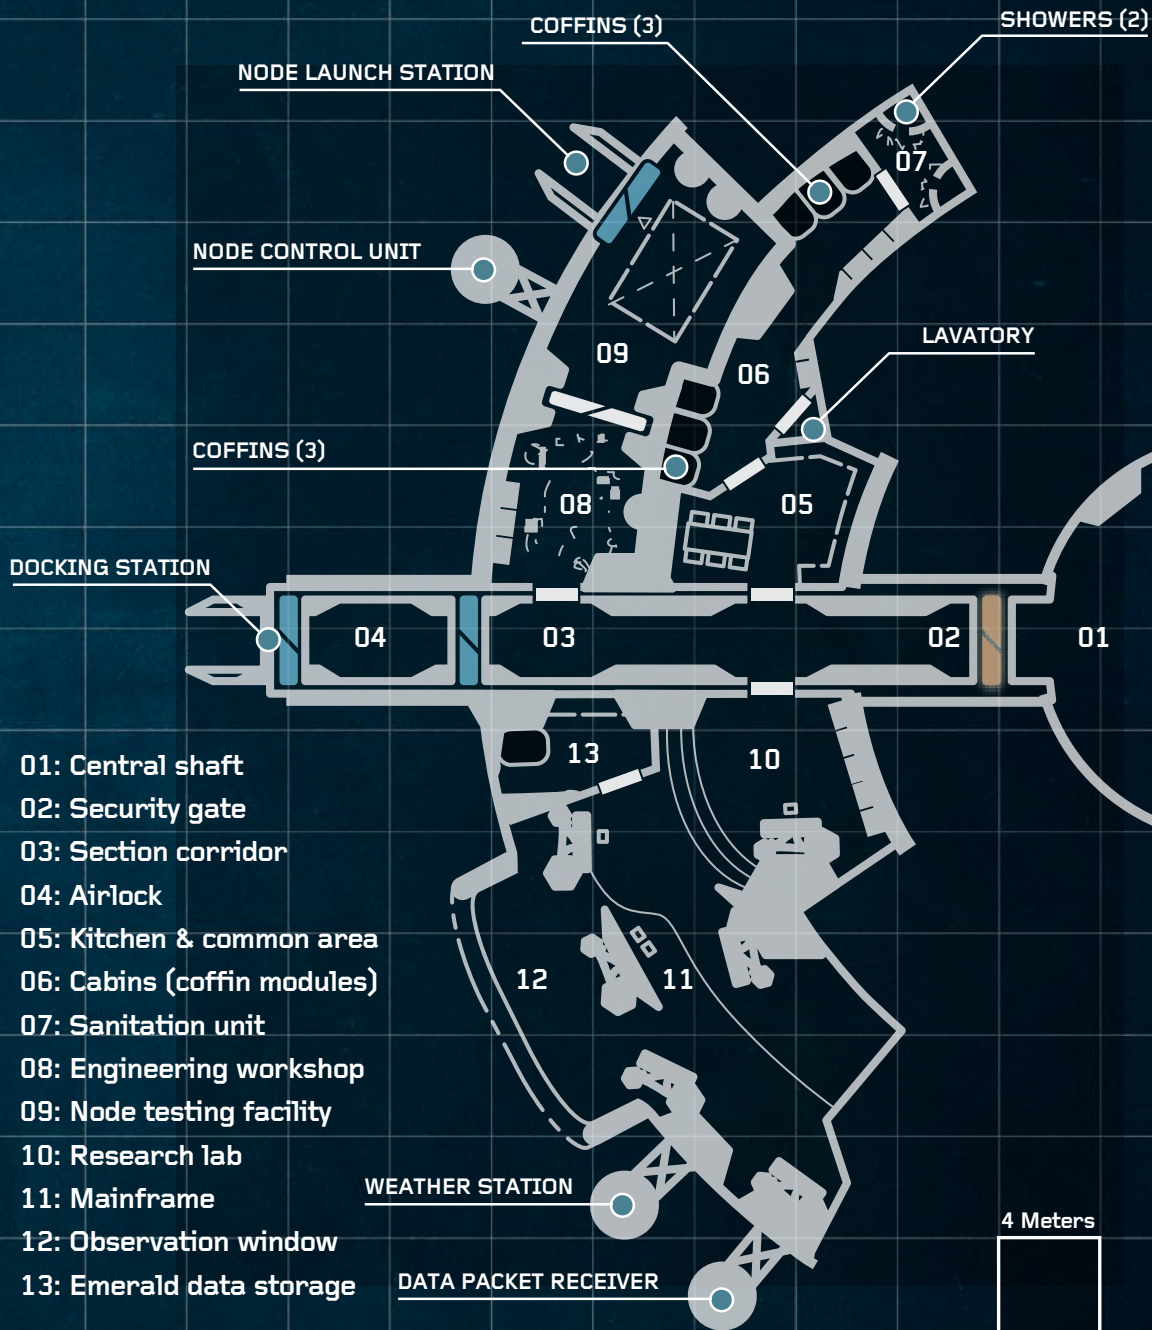 COFFINS (3)
SHOWERS (2)
NODE LAUNCH STATION
07
NODE CONTROL UNIT
LAVATORY
09
06
COFFINS (3)
08
05
DOCKING STATION
04
03
02
01
13
10
01: Central shaft
02: Security gate
03: Section corridor
04: Airlock
05: Kitchen & common area
06: Cabins (coffin modules)
07: Sanitation unit
08: Engineering workshop
09: Node testing facility
10: Research lab
11: Mainframe
12: Observation window
13: Emerald data storage
12
11
WEATHER STATION
4 Meters
DATA PACKET RECEIVER